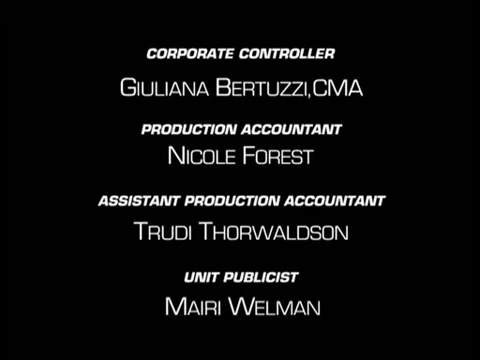 CORPORATE CONTROLLER
GIULIANA BERTUZZI,CMA
PRODUCTION ACCOUNTANT
NICOLE FOREST
ASSISTANT PRODUCTION ACCOUNTANT
TRUDI THORWALDSON
UNIT PUBLICIST
MAIRI WELMAN